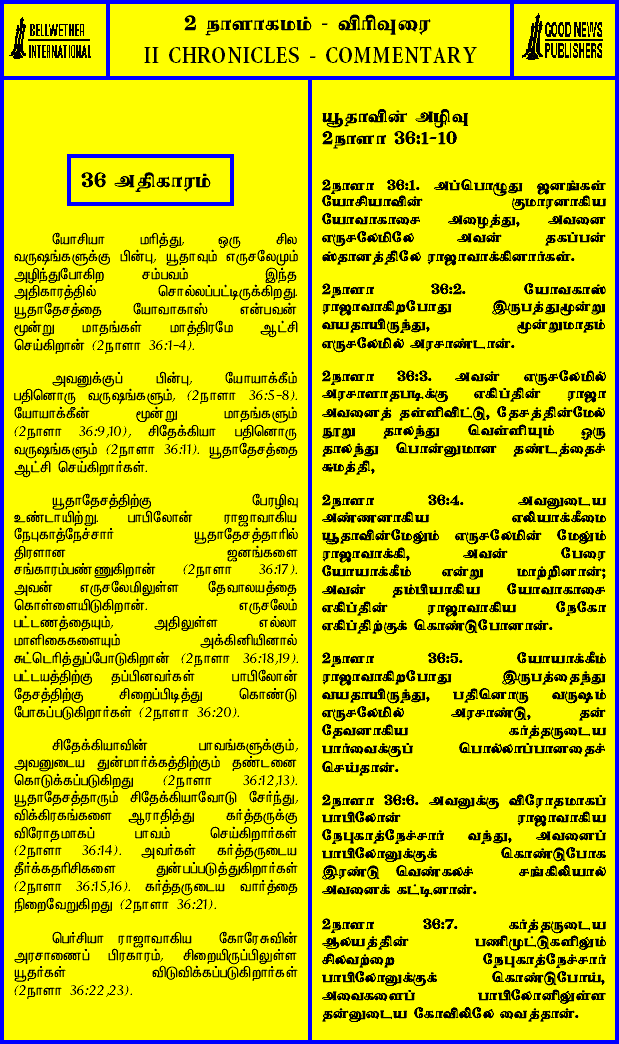 BELLWETHER
INTERNATIONAL
2 நாளாகமம் - விரிவுரை
II CHRONICLES - COMMENTARY
GOOD NEWS
PUBLISHERS
36 அதிகாரம்
யோசியா மரித்து, ஒரு சில
வருஷங்களுக்கு பின்பு, யூதாவும் எருசலேமும்
அழிந்துபோகிற சம்பவம் இந்த
அதிகாரத்தில் சொல்லப்பட்டிருக்கிறது.
யூதாதேசத்தை யோவாகாஸ் என்பவன்
மூன்று மாதங்கள் மாத்திரமே ஆட்சி
செய்கிறான் (2நாளா 36:1-4).
அவனுக்குப் பின்பு, யோயாக்கீம்
பதினொரு வருஷங்களும், (2நாளா 36:5-8).
யோயாக்கீன் மூன்று மாதங்களும்
(2நாளா 36:9,10), சிதேக்கியா பதினொரு
வருஷங்களும் (2நாளா 36:11). யூதாதேசத்தை
ஆட்சி செய்கிறார்கள்.
யூதாதேசத்திற்கு பேரழிவு
உண்டாயிற்று. பாபிலோன் ராஜாவாகிய
நேபுகாத்நேச்சார் யூதாதேசத்தாரில்
திரளான ஜனங்களை
சங்காரம்பண்ணுகிறான் (2நாளா 36:17).
அவன் எருசலேமிலுள்ள தேவாலயத்தை
கொள்ளையிடுகிறான். எருசலேம்
பட்டணத்தையும், அதிலுள்ள எல்லா
மாளிகைகளையும் அக்கினியினால்
சுட்டெரித்துப்போடுகிறான் (2நாளா 36:18,19).
பட்டயத்திற்கு தப்பினவர்கள் பாபிலோன்
தேசத்திற்கு சிறைப்பிடித்து கொண்டு
போகப்படுகிறார்கள் (2நாளா 36:20).
சிதேக்கியாவின் பாவங்களுக்கும்,
அவனுடைய துன்மார்க்கத்திற்கும் தண்டனை
கொடுக்கப்படுகிறது (2நாளா 36:12,13).
யூதாதேசத்தாரும் சிதேக்கியாவோடு சேர்ந்து,
விக்கிரகங்களை ஆராதித்து கர்த்தருக்கு
விரோதமாகப் பாவம் செய்கிறார்கள்
(2நாளா 36:14). அவர்கள் கர்த்தருடைய
தீர்க்கதரிசிகளை துன்பப்படுத்துகிறார்கள்
(2நாளா 36:15,16). கர்த்தருடைய வார்த்தை
நிறைவேறுகிறது (2நாளா 36:21).
பெர்சியா ராஜாவாகிய கோரேசுவின்
அரசாணைப் பிரகாரம், சிறையிருப்பிலுள்ள
யூதர்கள் விடுவிக்கப்படுகிறார்கள்
(2நாளா 36:22,23).
யூதாவின் அழிவு
2நாளா 36:1-10
2நாளா 36:1. அப்பொழுது ஜனங்கள்
யோசியாவின் குமாரனாகிய
யோவாகாசை அழைத்து, அவனை
எருசலேமிலே அவன் தகப்பன்
ஸ்தானத்திலே ராஜாவாக்கினார்கள்.
2நாளா 36:2. யோவகாஸ்
ராஜாவாகிறபோது இருபத்துமூன்று
வயதாயிருந்து, மூன்றுமாதம்
எருசலேமில் அரசாண்டான்.
2நாளா 36:3. அவன் எருசலேமில்
அரசாளாதபடிக்கு எகிப்தின் ராஜா
அவனைத் தள்ளிவிட்டு, தேசத்தின்மேல்
நூறு தாலந்து வெள்ளியும் ஒரு
தாலந்து பொன்னுமான தண்டத்தைச்
சுமத்தி,
2நாளா 36:4. அவனுடைய
அண்ணனாகிய எலியாக்கீமை
யூதாவின்மேலும் எருசலேமின் மேலும்
ராஜாவாக்கி, அவன் பேரை
யோயாக்கீம் என்று மாற்றினான்;
அவன் தம்பியாகிய யோவாகாசை
எகிப்தின் ராஜாவாகிய நேகோ
எகிப்திற்குக் கொண்டுபோனான்.
2நாளா 36:5. யோயாக்கீம்
ராஜாவாகிறபோது இருபத்தைந்து
வயதாயிருந்து, பதினொரு வருஷம்
எருசலேமில் அரசாண்டு, தன்
தேவனாகிய கர்த்தருடைய
பார்வைக்குப் பொல்லாப்பானதைச்
செய்தான்.
2நாளா 36:6. அவனுக்கு விரோதமாகப்
பாபிலோன் ராஜாவாகிய
நேபுகாத்நேச்சார் வந்து, அவனைப்
பாபிலோனுக்குக் கொண்டுபோக
இரண்டு வெண்கலச் சங்கிலியால்
அவனைக் கட்டினான்.
2நாளா 36:7. கர்த்தருடைய
ஆலயத்தின் பணிமுட்டுகளிலும்
சிலவற்றை நேபுகாத்நேச்சார்
பாபிலோனுக்குக் கொண்டுபோய்,
அவைகளைப் பாபிலோனிலுள்ள
தன்னுடைய கோவிலிலே வைத்தான்.